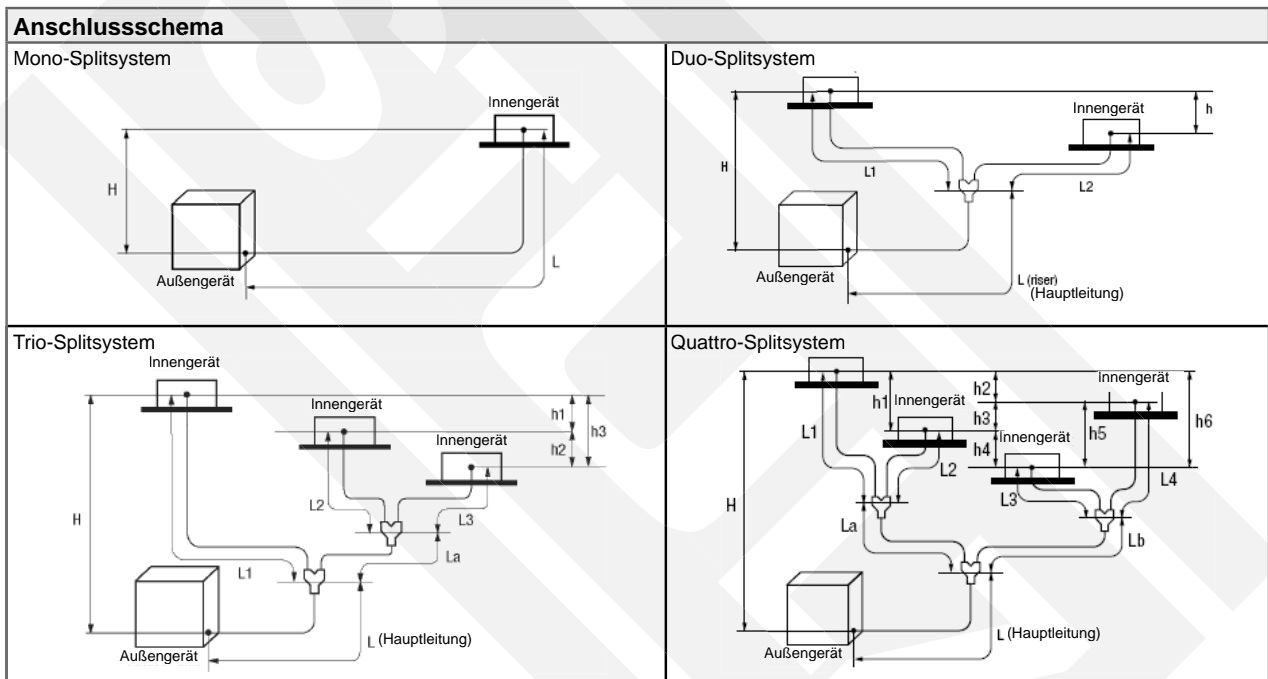 Anschlussschema
Mono-Splitsystem
Innengerät
H
Außengerät
L
Duo-Splitsystem
Innengerät
h
H
L1
L2
L (riser)
(Hauptleitung)
Außengerät
Trio-Splitsystem
Innengerät
Innengerät
h1
h3
Innengerät
h2
H
L2
L3
La
L1
L (Hauptleitung)
Außengerät
Quattro-Splitsystem
Innengerät
h2
h1
Innengerät
h3
h5
h6
L1
Innengerät
h4
L2
L3
L4
H
La
Lb
L (Hauptleitung)
Außengerät